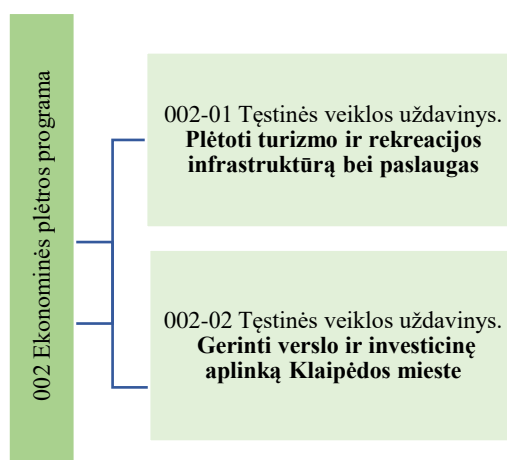 002 Ekonominės plėtros programa
002-01 Tęstinės veiklos uždavinys.
Plėtoti turizmo ir rekreacijos
infrastruktūrą bei paslaugas
002-02 Tęstinės veiklos uždavinys.
Gerinti verslo ir investicinę
aplinką Klaipėdos mieste